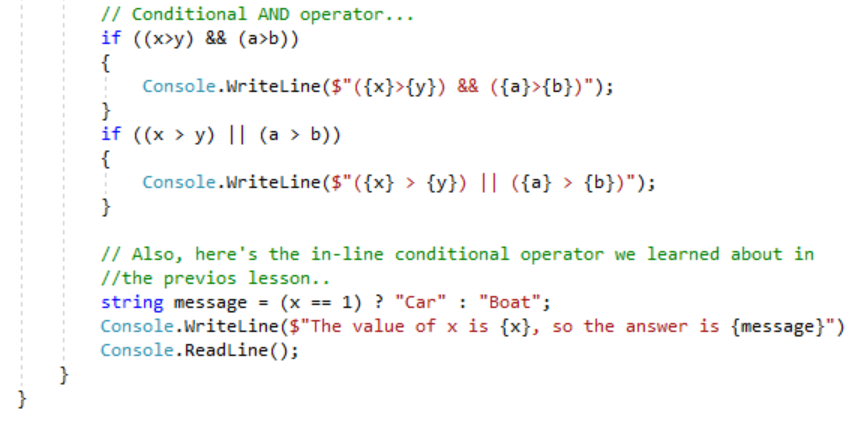 // Conditional AND operator...
if ((x>y) && (a>b))
{
Console.WriteLine($"({x}>{y}) && ({a}>{b})");
}
if ((x > y) || (a > b))
{
Console.WriteLine($"({x} > {y}) || ({a} > {b})");
}
// Also, here's the in-line conditional operator we learned about in
//the previos lesson..
string message = (x == 1) ? "Car" : "Boat";
Console.WriteLine($"The value of x is {x}, so the answer is {message}")
Console.ReadLine();
}
}